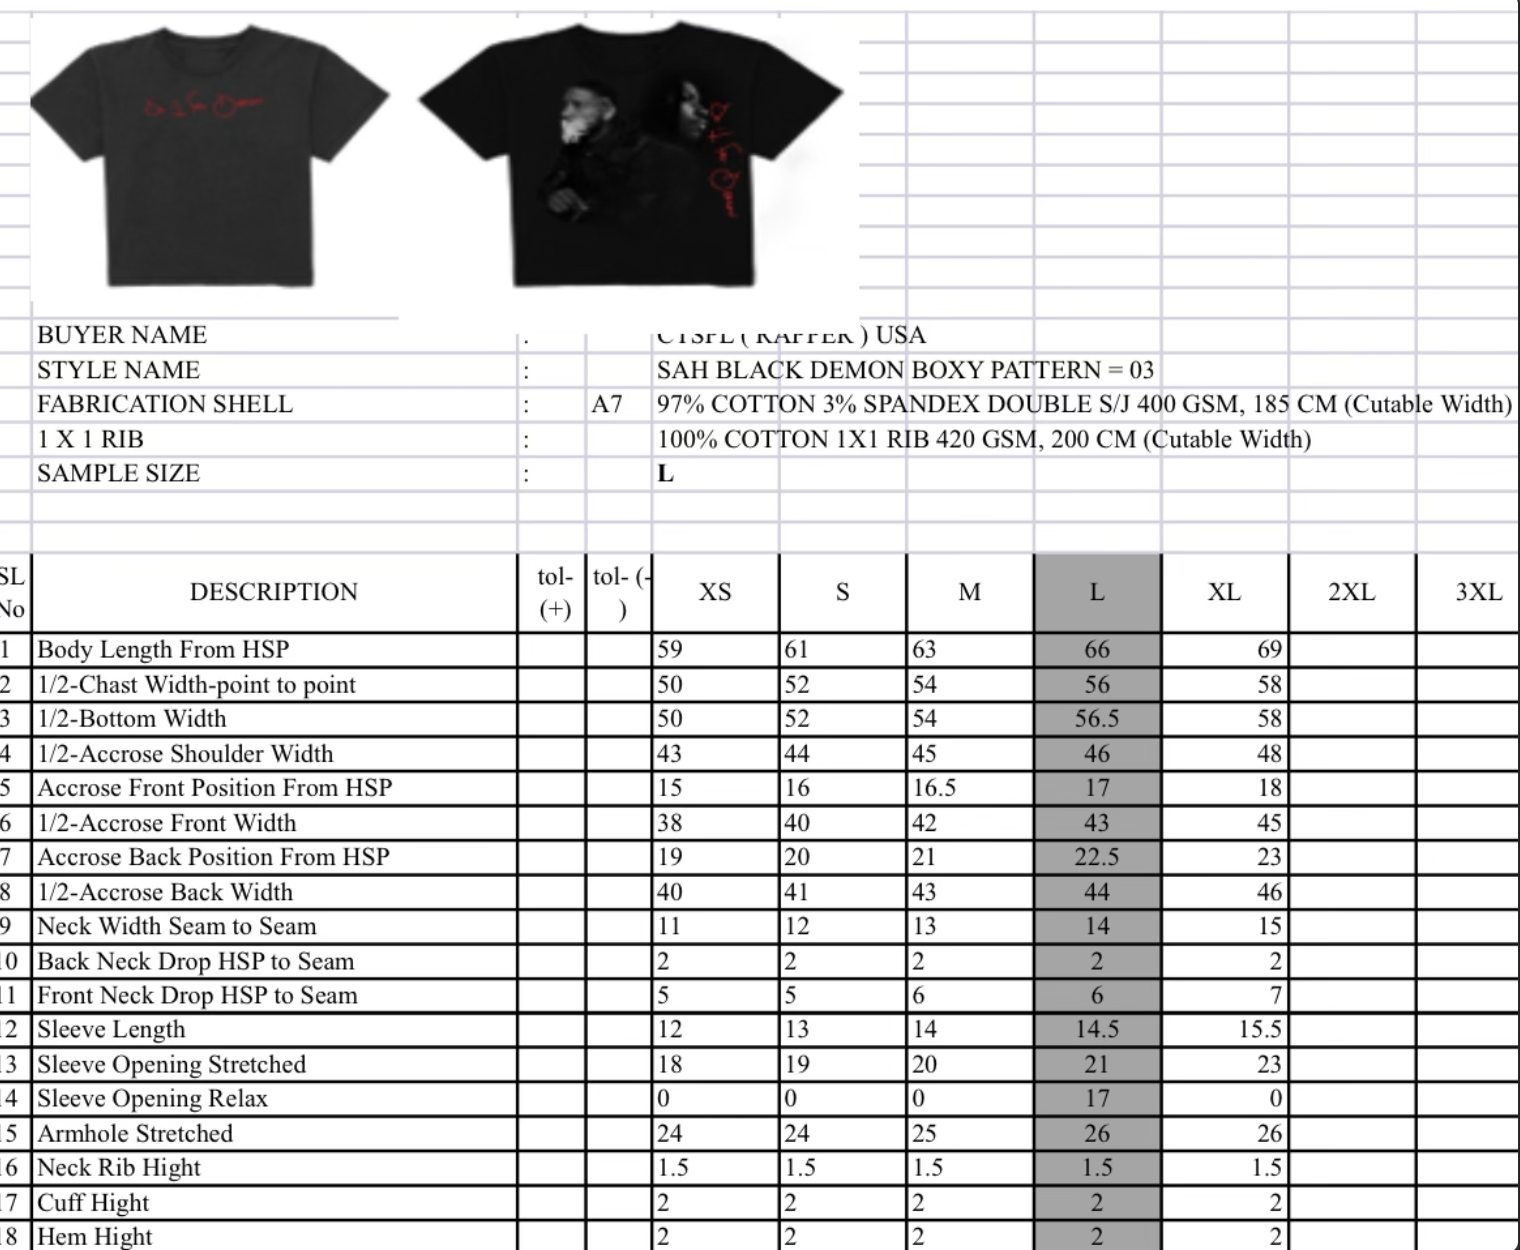 BUYER NAME : ( RAPPER ) USA
STYLE NAME : SAH BLACK DEMON BOXY PATTERN = 03
FABRICATION SHELL : A7 97% COTTON 3% SPANDEX DOUBLE S/J 400 GSM, 185 CM (Cutable Width)
1 X 1 RIB : 100% COTTON 1X1 RIB 420 GSM, 200 CM (Cutable Width)
SAMPLE SIZE : L
SL No DESCRIPTION tol- (+) tol- (-) XS S M L XL 2XL 3XL
1 Body Length From HSP 59 61 63 66 69
2 1/2-Chast Width-point to point 50 52 54 56 58
3 1/2-Bottom Width 50 52 54 56.5 58
4 1/2-Accrose Shoulder Width 43 44 45 46 48
5 Accrose Front Position From HSP 15 16 16.5 17 18
6 1/2-Accrose Front Width 38 40 42 43 45
7 Accrose Back Position From HSP 19 20 21 22.5 23
8 1/2-Accrose Back Width 40 41 43 44 46
9 Neck Width Seam to Seam 11 12 13 14 15
10 Back Neck Drop HSP to Seam 2 2 2 2 2
11 Front Neck Drop HSP to Seam 5 5 6 6 7
12 Sleeve Length 12 13 14 14.5 15.5
13 Sleeve Opening Stretched 18 19 20 21 23
14 Sleeve Opening Relax 0 0 0 17 0
15 Armhole Stretched 24 24 25 26 26
16 Neck Rib Hight 1.5 1.5 1.5 1.5 1.5
17 Cuff Hight 2 2 2 2 2
18 Hem Hight 2 2 2 2 2